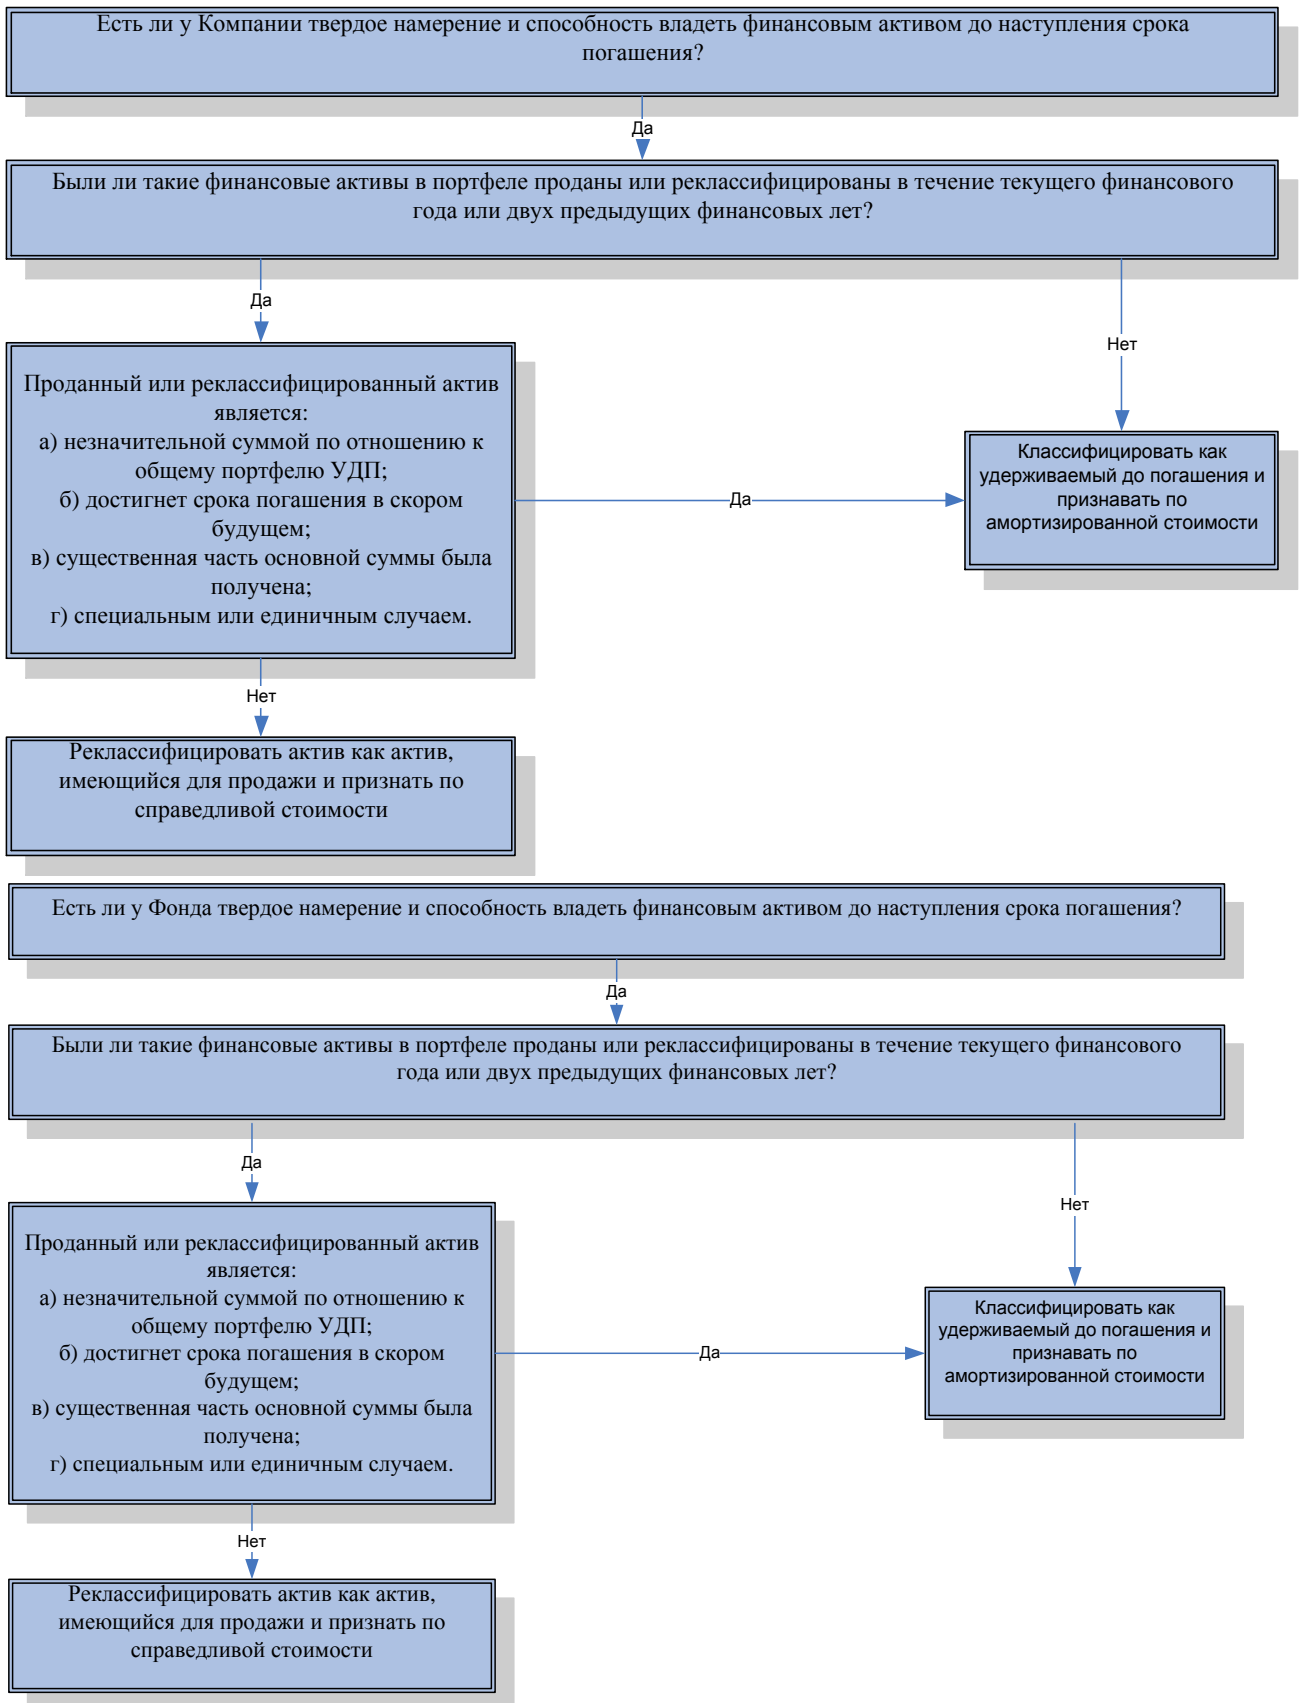 Есть ли у Компании твердое намерение и способность владеть финансовым активом до наступления срока
погашения?
Да
Были ли такие финансовые активы в портфеле проданы или реклассифицированы в течение текущего финансового
года или двух предыдущих финансовых лет?
Да
Нет
Проданный или реклассифицированный актив
является:
а) незначительной суммой по отношению к
общему портфелю УДП;
б) достигнет срока погашения в скором
будущем;
в) существенная часть основной суммы была
получена;
г) специальным или единичным случаем.
Да
Классифицировать как
удерживаемый до погашения и
признавать по
амортизированной стоимости
Нет
Реклассифицировать актив как актив,
имеющийся для продажи и признать по
справедливой стоимости
Есть ли у Фонда твердое намерение и способность владеть финансовым активом до наступления срока погашения?
Да
Были ли такие финансовые активы в портфеле проданы или реклассифицированы в течение текущего финансового
года или двух предыдущих финансовых лет?
Да
Нет
Проданный или реклассифицированный актив
является:
а) незначительной суммой по отношению к
общему портфелю УДП;
б) достигнет срока погашения в скором
будущем;
в) существенная часть основной суммы была
получена;
г) специальным или единичным случаем.
Да
Классифицировать как
удерживаемый до погашения и
признавать по
амортизированной стоимости
Нет
Реклассифицировать актив как актив,
имеющийся для продажи и признать по
справедливой стоимости